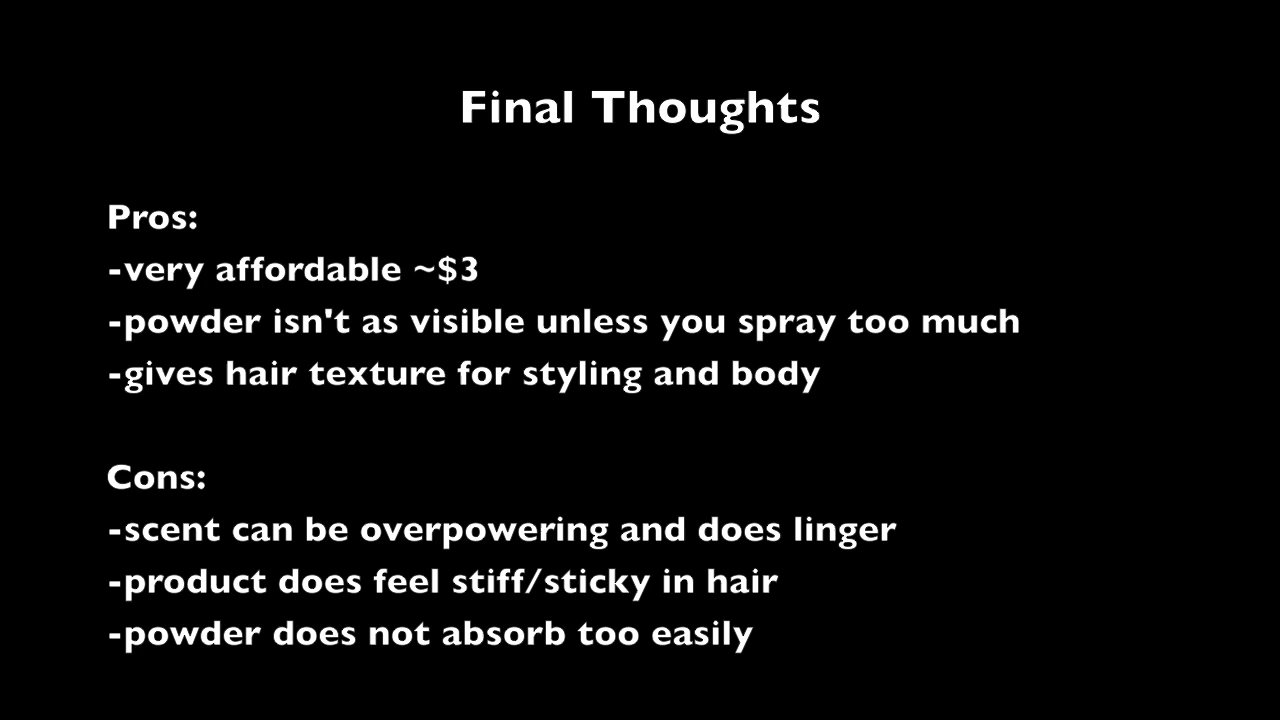 Final Thoughts
Pros:
-very affordable ~$3
-powder isn't as visible unless you spray too much
-gives hair texture for styling and body
Cons:
-scent can be overpowering and does linger
-product does feel stiff/sticky in hair
-powder does not absorb too easily